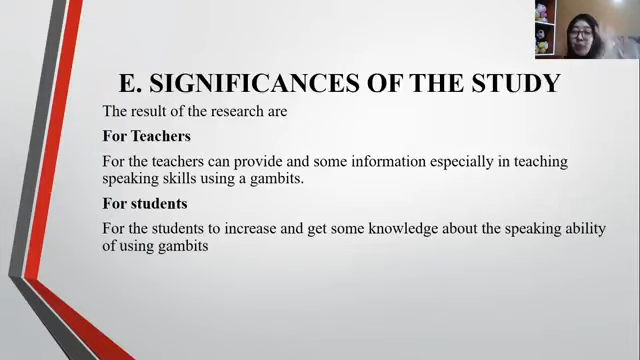 E. SIGNIFICANCES OF THE STUDY
The result of the research are
For Teachers
For the teachers can provide and some information especially in teaching
speaking skills using a gambits.
For students
For the students to increase and get some knowledge about the speaking ability
of using gambits